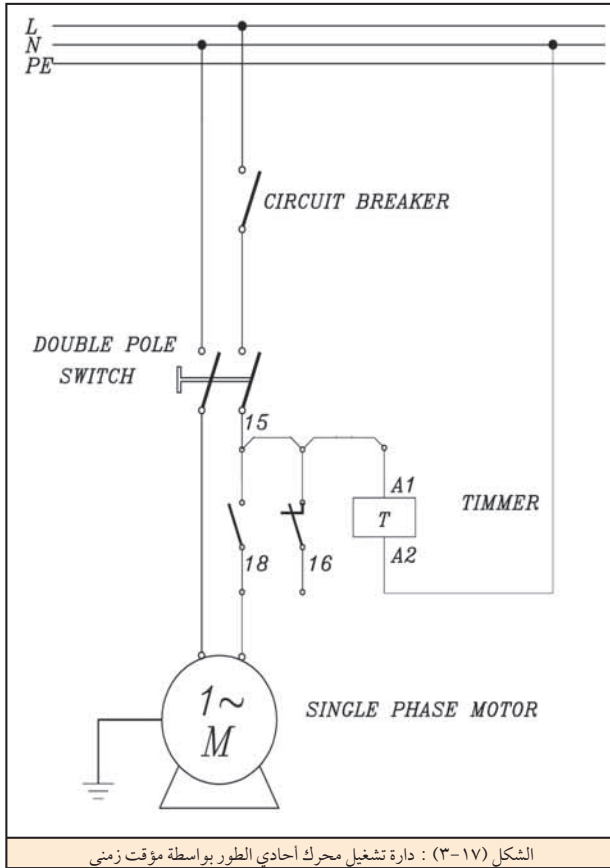 L
N
PE
CIRCUIT BREAKER
DOUBLE POLE
SWITCH
15
A1
T
TIMMER
A2
18
16
1~
M
SINGLE PHASE MOTOR
الشكل (٣-١٧) : دارة تشغيل محرك أحادي الطور بواسطة مؤقت زمني